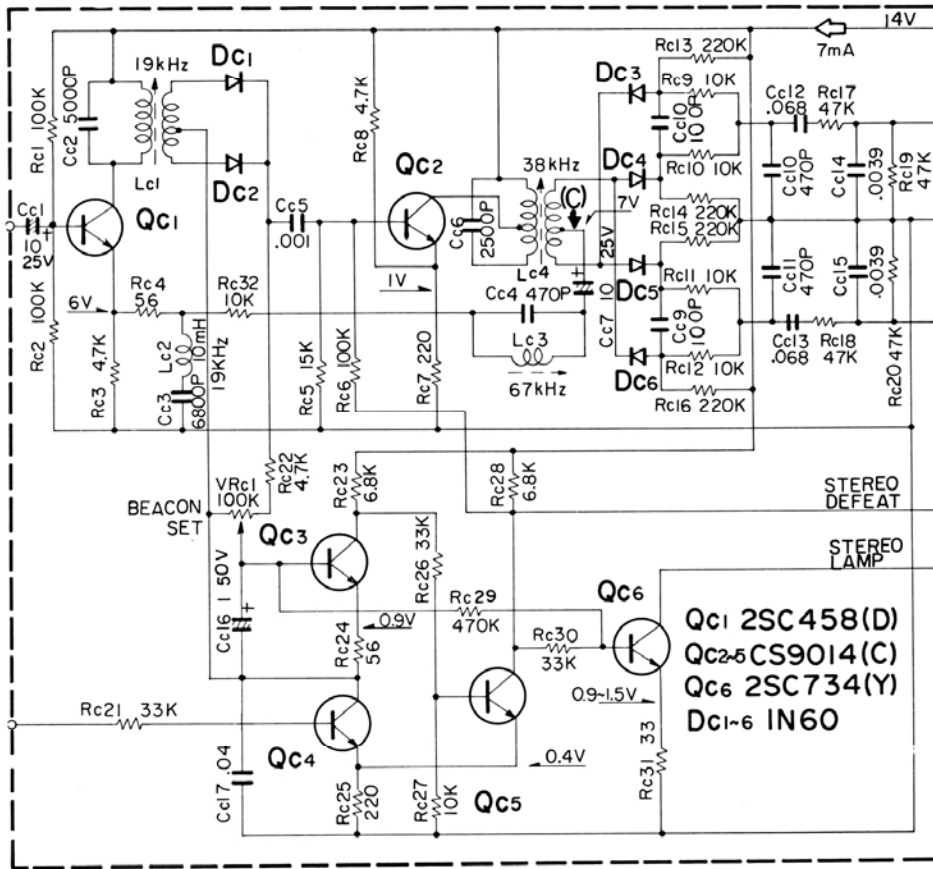 14V
7mA
Rc13 220K
19kHz
Dc1
Dc3
Rc9 10K
Cc12
.068
Rc17
47K
Rc1 100K
Cc2 5000P
Rc8 4.7K
Cc10
100P
Lc1
Dc2
Qc2
38kHz
Dc4
Rc10 10K
Cc10
470P
Cc14
.0039
Rc19
47K
(C)
7V
Cc1
10
25V
+
Qc1
Cc5
.001
Cc6
2500P
Rc14 220K
Rc15 220K
25V
Lc4
+
Rc11 10K
Cc11
470P
Cc15
.0039
6V
Rc4
56
Rc32
10K
1V
Cc4 470P
Cc7 10
Dc5
Cc9
100P
Rc2 100K
Rc3 4.7K
Lc2
10mH
19KHz
Cc3
6800P
Rc5 15K
Rc6 100K
Rc7 220
Lc3
67kHz
Dc6
Rc12 10K
Cc13
.068
Rc18
47K
Rc20 47K
Rc16 220K
Rc22
4.7K
Rc23
6.8K
Rc28
6.8K
VRc1
100K
BEACON
SET
STEREO
DEFEAT
Qc3
Rc26 33K
STEREO
LAMP
Cc16 1 50V
+
0.9V
Rc29
470K
Qc6
Rc24
56
Rc30
33K
Qc1 2SC458(D)
Qc2~5 CS9014(C)
Qc6 2SC734(Y)
Dc1~6 1N60
Rc21 33K
0.9~1.5V
Qc4
0.4V
Cc17 .04
Rc25
220
Rc27
10K
Qc5
Rc31 33